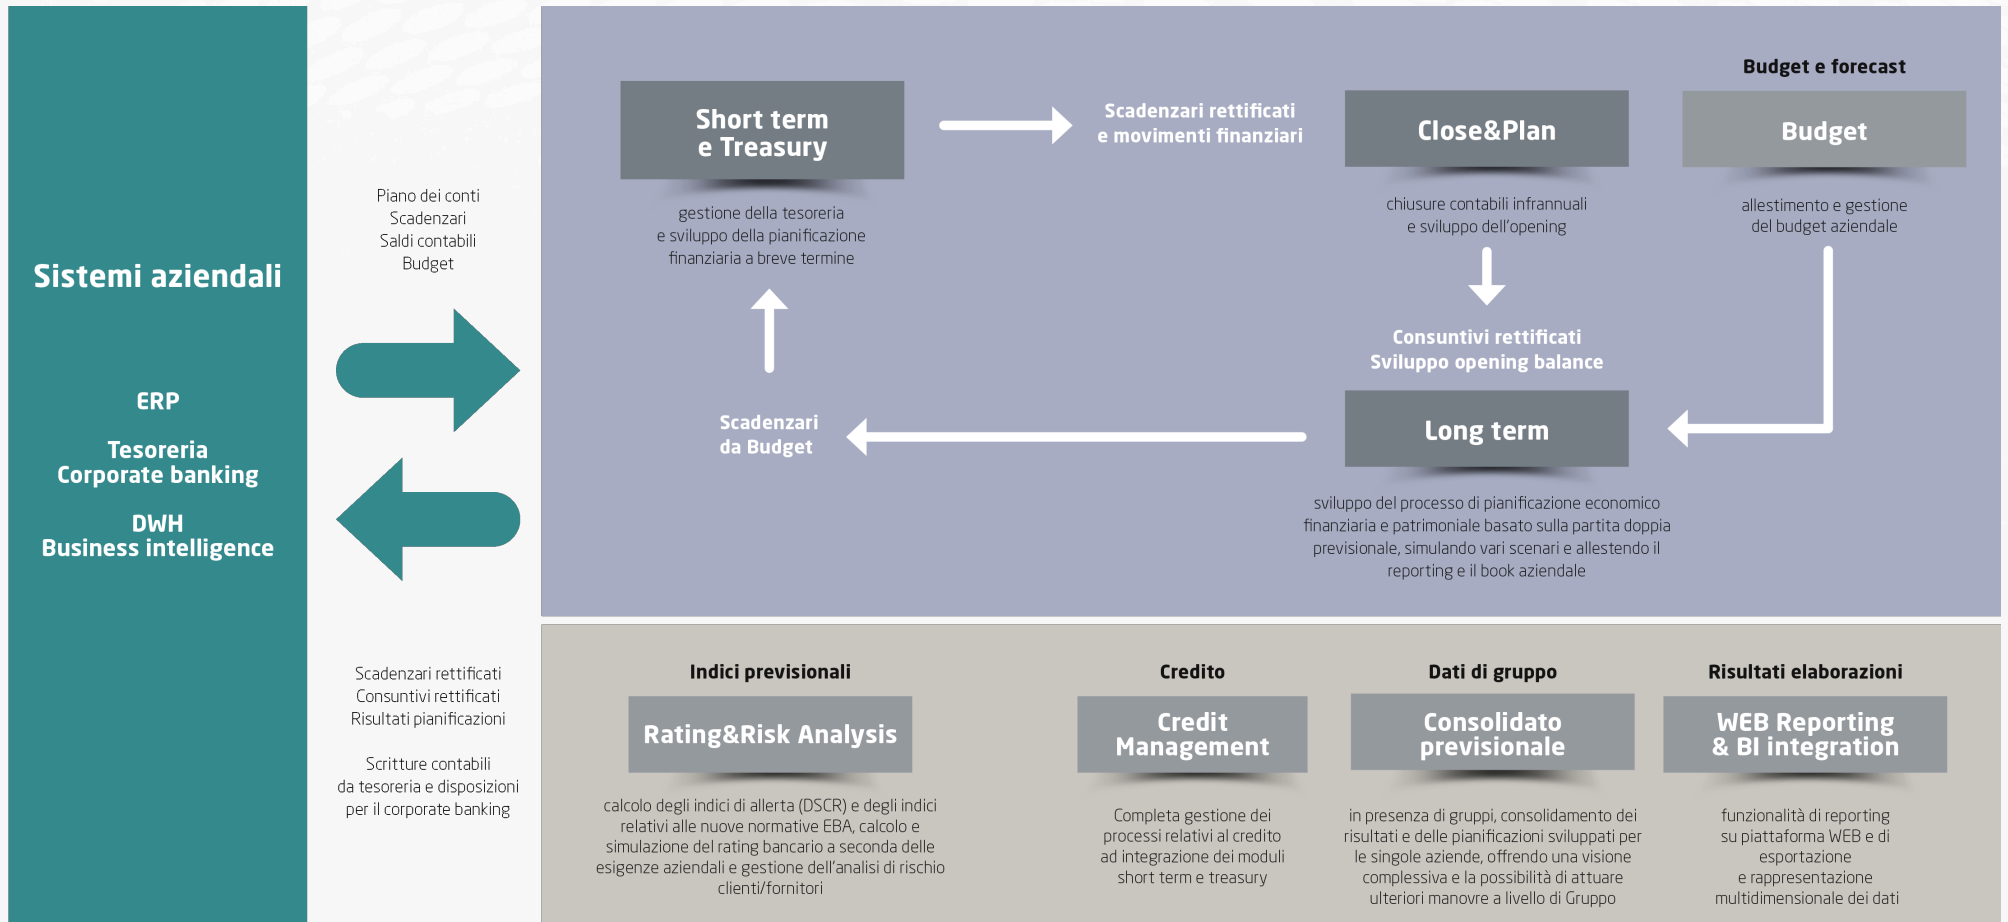 Sistemi aziendali
ERP
Tesoreria
Corporate banking
DWH
Business intelligence
Piano dei conti
Scadenzari
Saldi contabili
Budget
Scadenzari rettificati
Consuntivi rettificati
Risultati pianificazioni
Scritture contabili
da tesoreria e disposizioni
per il corporate banking
Short term
e Treasury
gestione della tesoreria
e sviluppo della pianificazione
finanziaria a breve termine
Scadenzari rettificati
e movimenti finanziari
Close&Plan
chiusure contabili infrannuali
e sviluppo dell'opening
Budget e forecast
Budget
allestimento e gestione
del budget aziendale
Consuntivi rettificati
Sviluppo opening balance
Scadenzari
da Budget
Long term
sviluppo del processo di pianificazione economico
finanziaria e patrimoniale basato sulla partita doppia
previsionale, simulando vari scenari e allestendo il
reporting e il book aziendale
Indici previsionali
Rating&Risk Analysis
calcolo degli indici di allerta (DSCR) e degli indici
relativi alle nuove normative EBA, calcolo e
simulazione del rating bancario a seconda delle
esigenze aziendali e gestione dell'analisi di rischio
clienti/fornitori
Credito
Credit
Management
Completa gestione dei
processi relativi al credito
ad integrazione dei moduli
short term e treasury
Dati di gruppo
Consolidato
previsionale
in presenza di gruppi, consolidamento dei
risultati e delle pianificazioni sviluppati per
le singole aziende, offrendo una visione
complessiva e la possibilità di attuare
ulteriori manovre a livello di Gruppo
Risultati elaborazioni
WEB Reporting
& BI integration
funzionalità di reporting
su piattaforma WEB e di
esportazione
e rappresentazione
multidimensionale dei dati